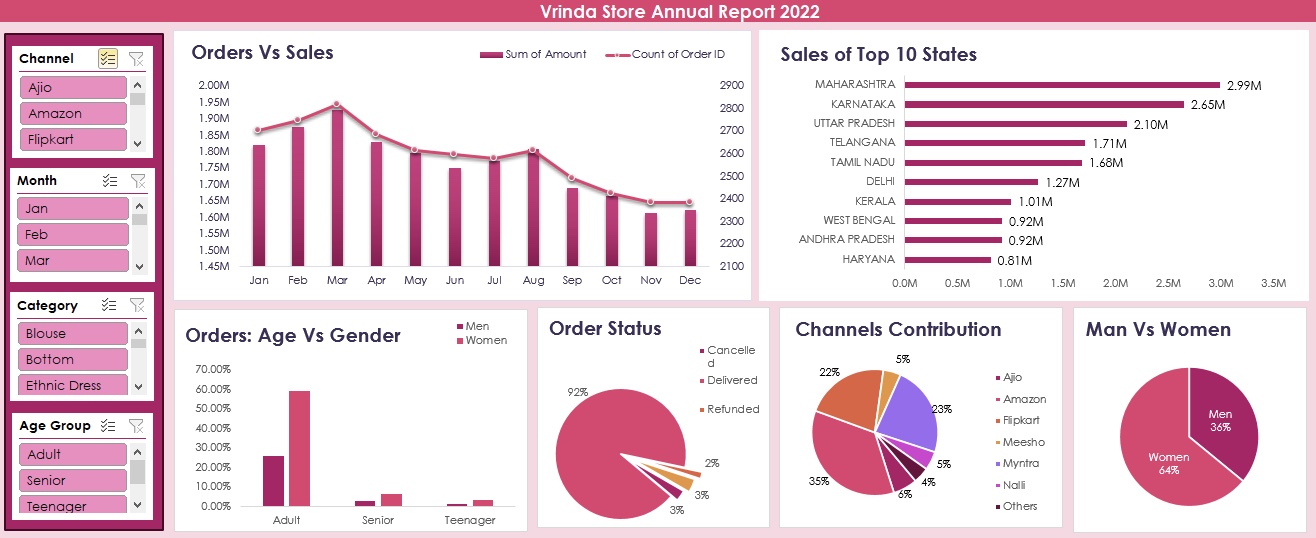 Vrinda Store Annual Report 2022
Channel
Ajio
Amazon
Flipkart
Month
Jan
Feb
Mar
Category
Blouse
Bottom
Ethnic Dress
Age Group
Adult
Senior
Teenager
Orders Vs Sales
Sum of Amount
Count of Order ID
2.00M
1.95M
1.90M
1.85M
1.80M
1.75M
1.70M
1.65M
1.60M
1.55M
1.50M
1.45M
2900
2800
2700
2600
2500
2400
2300
2200
2100
Jan Feb Mar Apr May Jun Jul Aug Sep Oct Nov Dec
Sales of Top 10 States
MAHARASHTRA 2.99M
KARNATAKA 2.65M
UTTAR PRADESH 2.10M
TELANGANA 1.71M
TAMIL NADU 1.68M
DELHI 1.27M
KERALA 1.01M
WEST BENGAL 0.92M
ANDHRA PRADESH 0.92M
HARYANA 0.81M
0.0M 0.5M 1.0M 1.5M 2.0M 2.5M 3.0M 3.5M
Orders: Age Vs Gender
Men
Women
70.00%
60.00%
50.00%
40.00%
30.00%
20.00%
10.00%
0.00%
Adult Senior Teenager
Order Status
Cancelle
d
Delivered
Refunded
92%
2%
3%
3%
Channels Contribution
5%
22%
23%
5%
4%
6%
35%
Ajio
Amazon
Flipkart
Meesho
Myntra
Nalli
Others
Man Vs Women
Men
36%
Women
64%